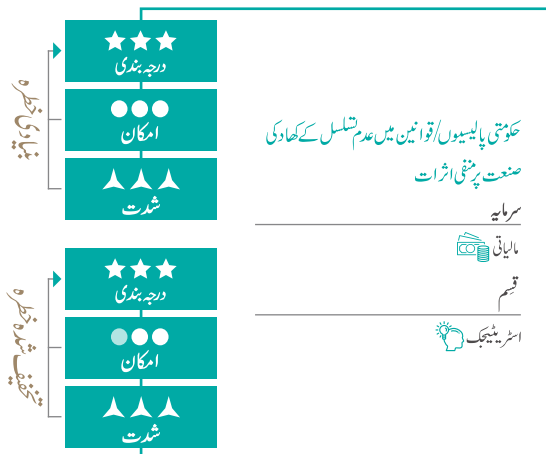 حکومتی پالیسیوں/قوانین میں عدم تسلسل کے کھاد کی
صنعت پر منفی اثرات
سرمایہ
مالیاتی
قسم
اسٹریٹیجک
بنیادی خطرہ
درجہ بندی
امکان
شدت
تخفیف شدہ خطرہ
درجہ بندی
امکان
شدت